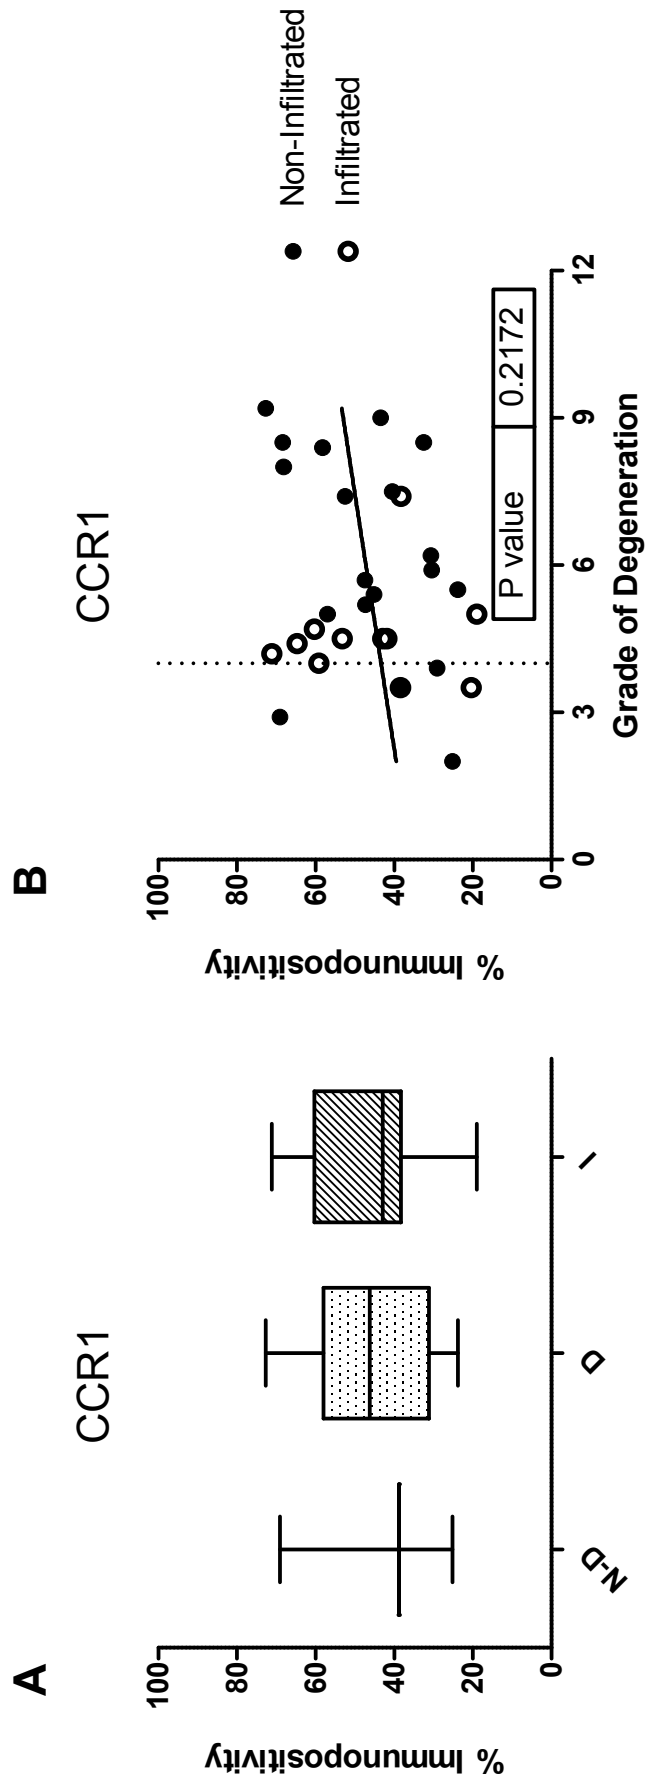 A
CCR1
% Immunopositivity
100
80
60
40
20
0
N-D
D
I
B
CCR1
% Immunopositivity
100
80
60
40
20
0
0
3
6
9
12
Grade of Degeneration
P value 0.2172
Non-Infiltrated
Infiltrated